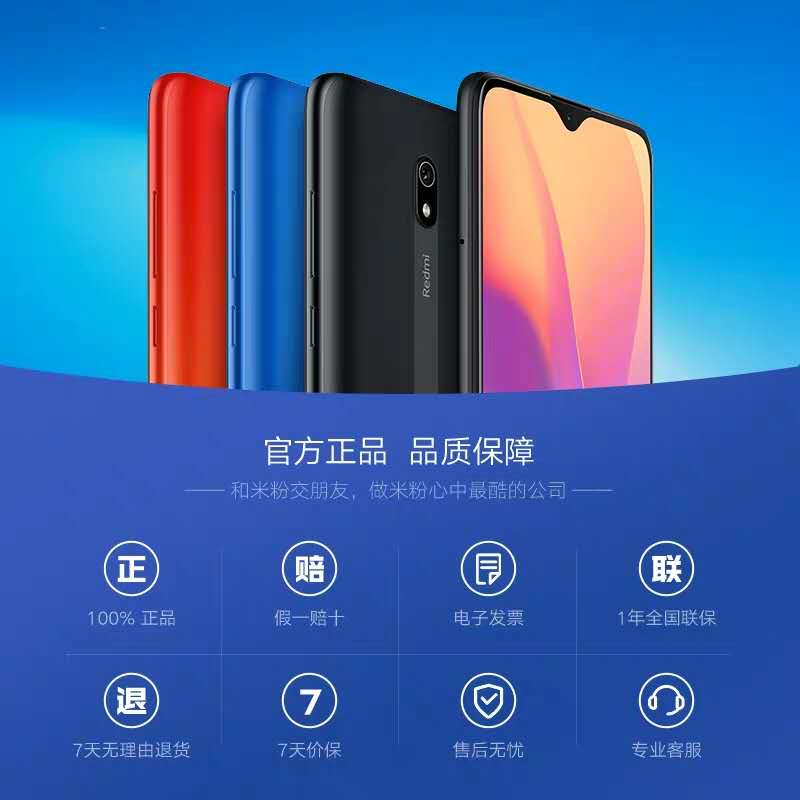 Redmi
官方正品 品质保障
和米粉交朋友，做米粉心中最酷的公司
正 赔 联
100% 正品 假一赔十 电子发票 1年全国联保
退 7
7天无理由退货 7天价保 售后无忧 专业客服